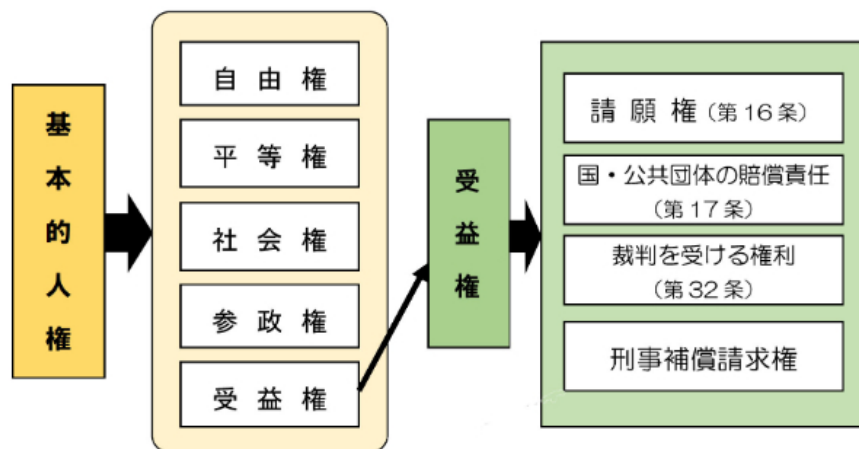 基本的人権
自由権
平等権
社会権
参政権
受益権
受益権
請願権(第16条)
国・公共団体の賠償責任
(第17条)
裁判を受ける権利
(第32条)
刑事補償請求権